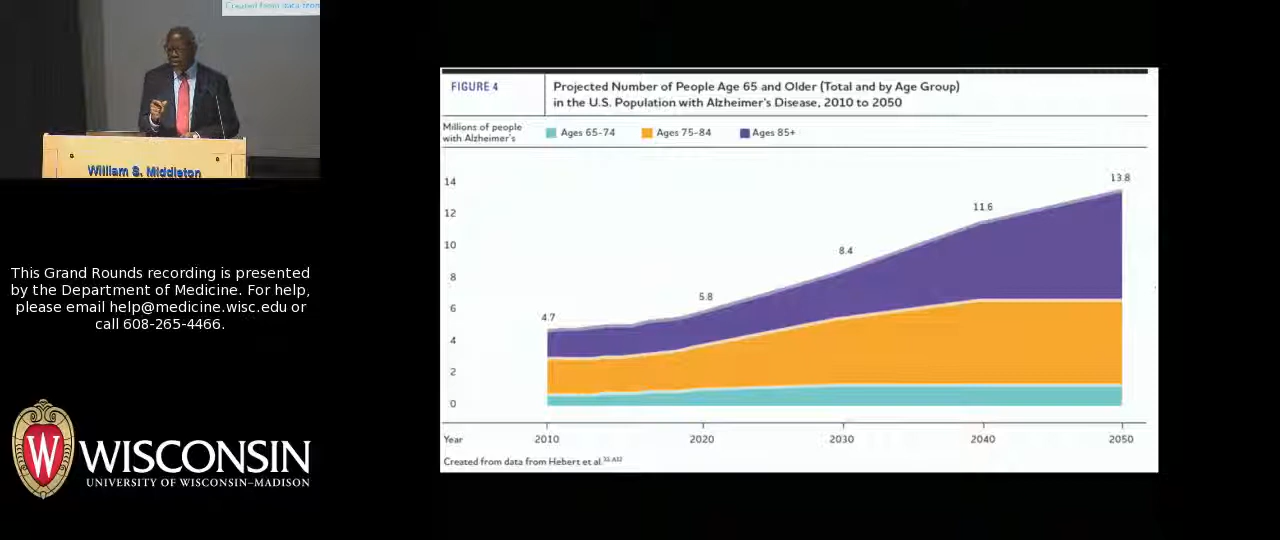 Created from data from
William S. Middleton
This Grand Rounds recording is presented
by the Department of Medicine. For help,
please email help@medicine.wisc.edu or
call 608-265-4466.
W
WISCONSIN
UNIVERSITY OF WISCONSIN–MADISON
FIGURE 4
Projected Number of People Age 65 and Older (Total and by Age Group)
in the U.S. Population with Alzheimer's Disease, 2010 to 2050
Millions of people
with Alzheimer's
Ages 65-74
Ages 75-84
Ages 85+
14
12
10
8
6
4
2
0
4.7
5.8
8.4
11.6
13.8
Year
2010
2020
2030
2040
2050
Created from data from Hebert et al.